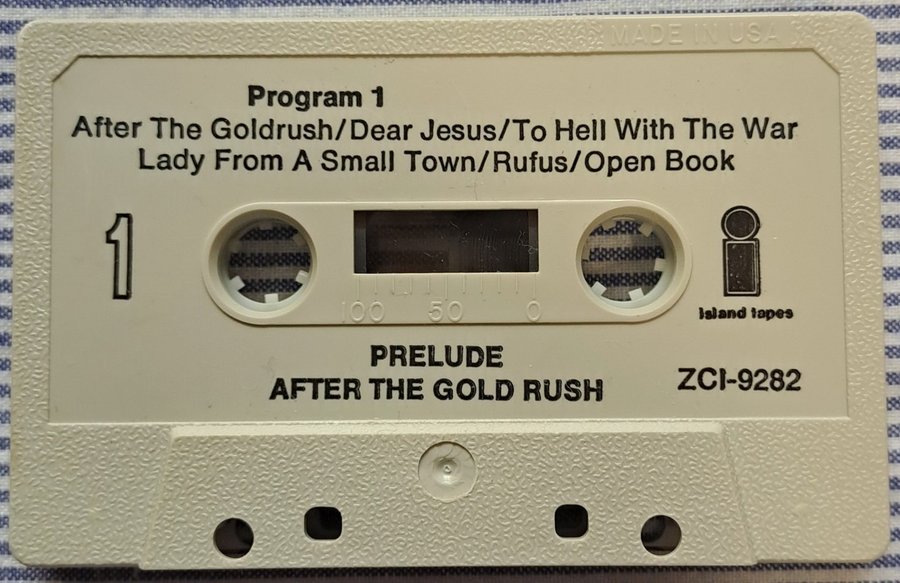 MADE IN USA
Program 1
After The Goldrush/Dear Jesus/To Hell With The War
Lady From A Small Town/Rufus/Open Book
1
i
100 50 0
island tapes
PRELUDE
AFTER THE GOLD RUSH
ZCI-9282